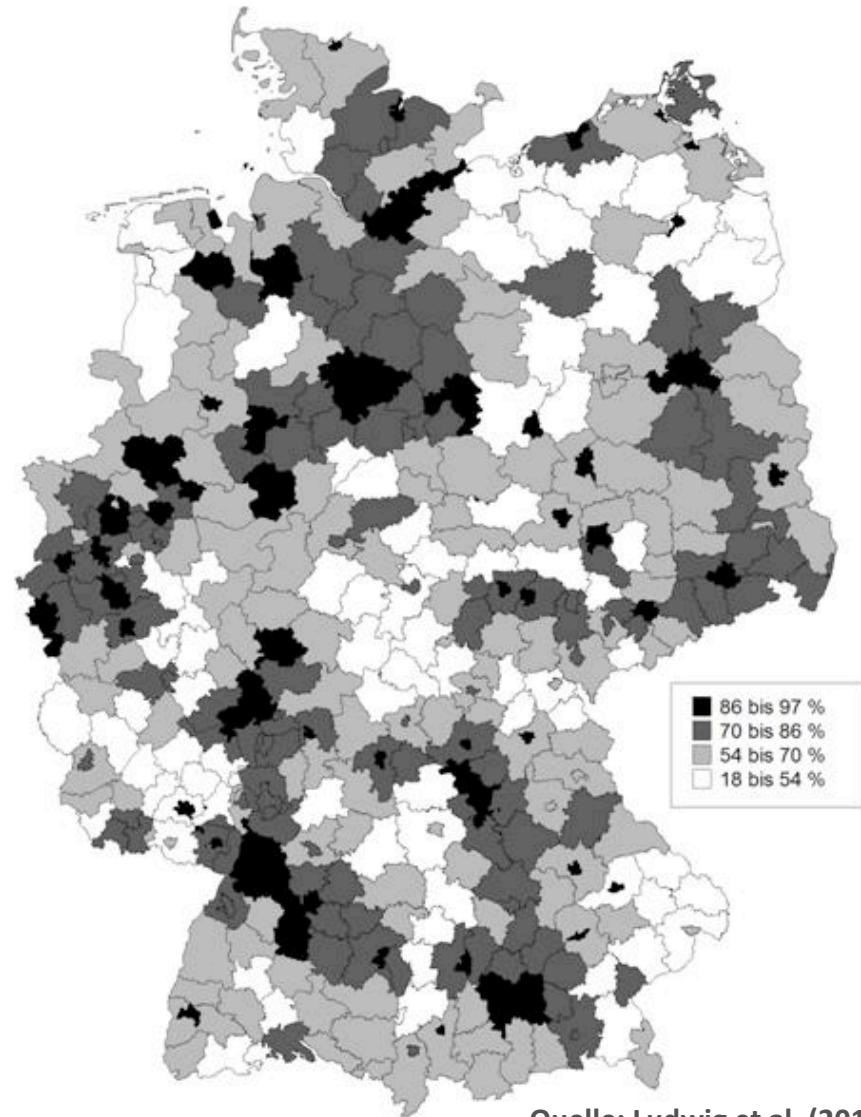 86 bis 97 %
70 bis 86 %
54 bis 70 %
18 bis 54 %
Quelle: Ludwig et al. (201